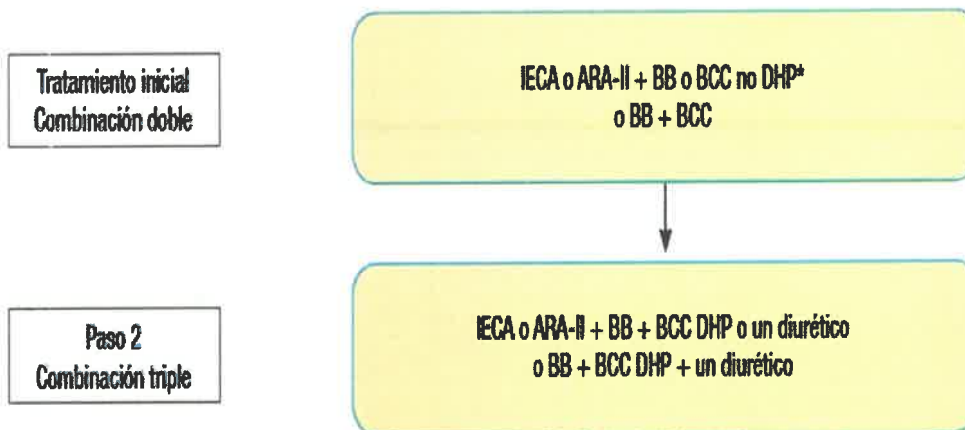 Tratamiento inicial
Combinación doble
IECA o ARA-II + BB o BCC no DHP*
o BB + BCC
Paso 2
Combinación triple
IECA o ARA-II + BB + BCC DHP o un diurético
o BB + BCC DHP + un diurético